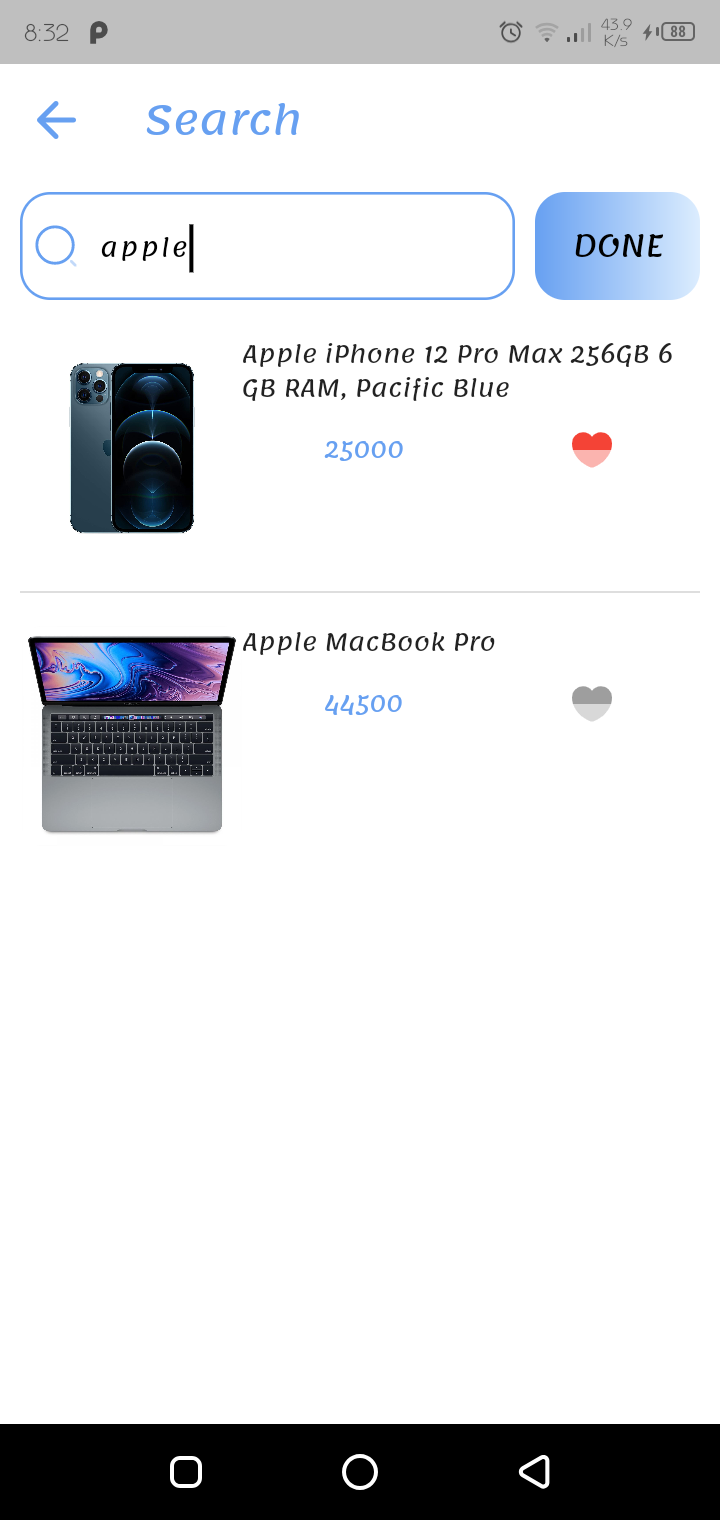 8:32
43.9
K/s
88
Search
apple
DONE
Apple iPhone 12 Pro Max 256GB 6
GB RAM, Pacific Blue
25000
Apple MacBook Pro
44500